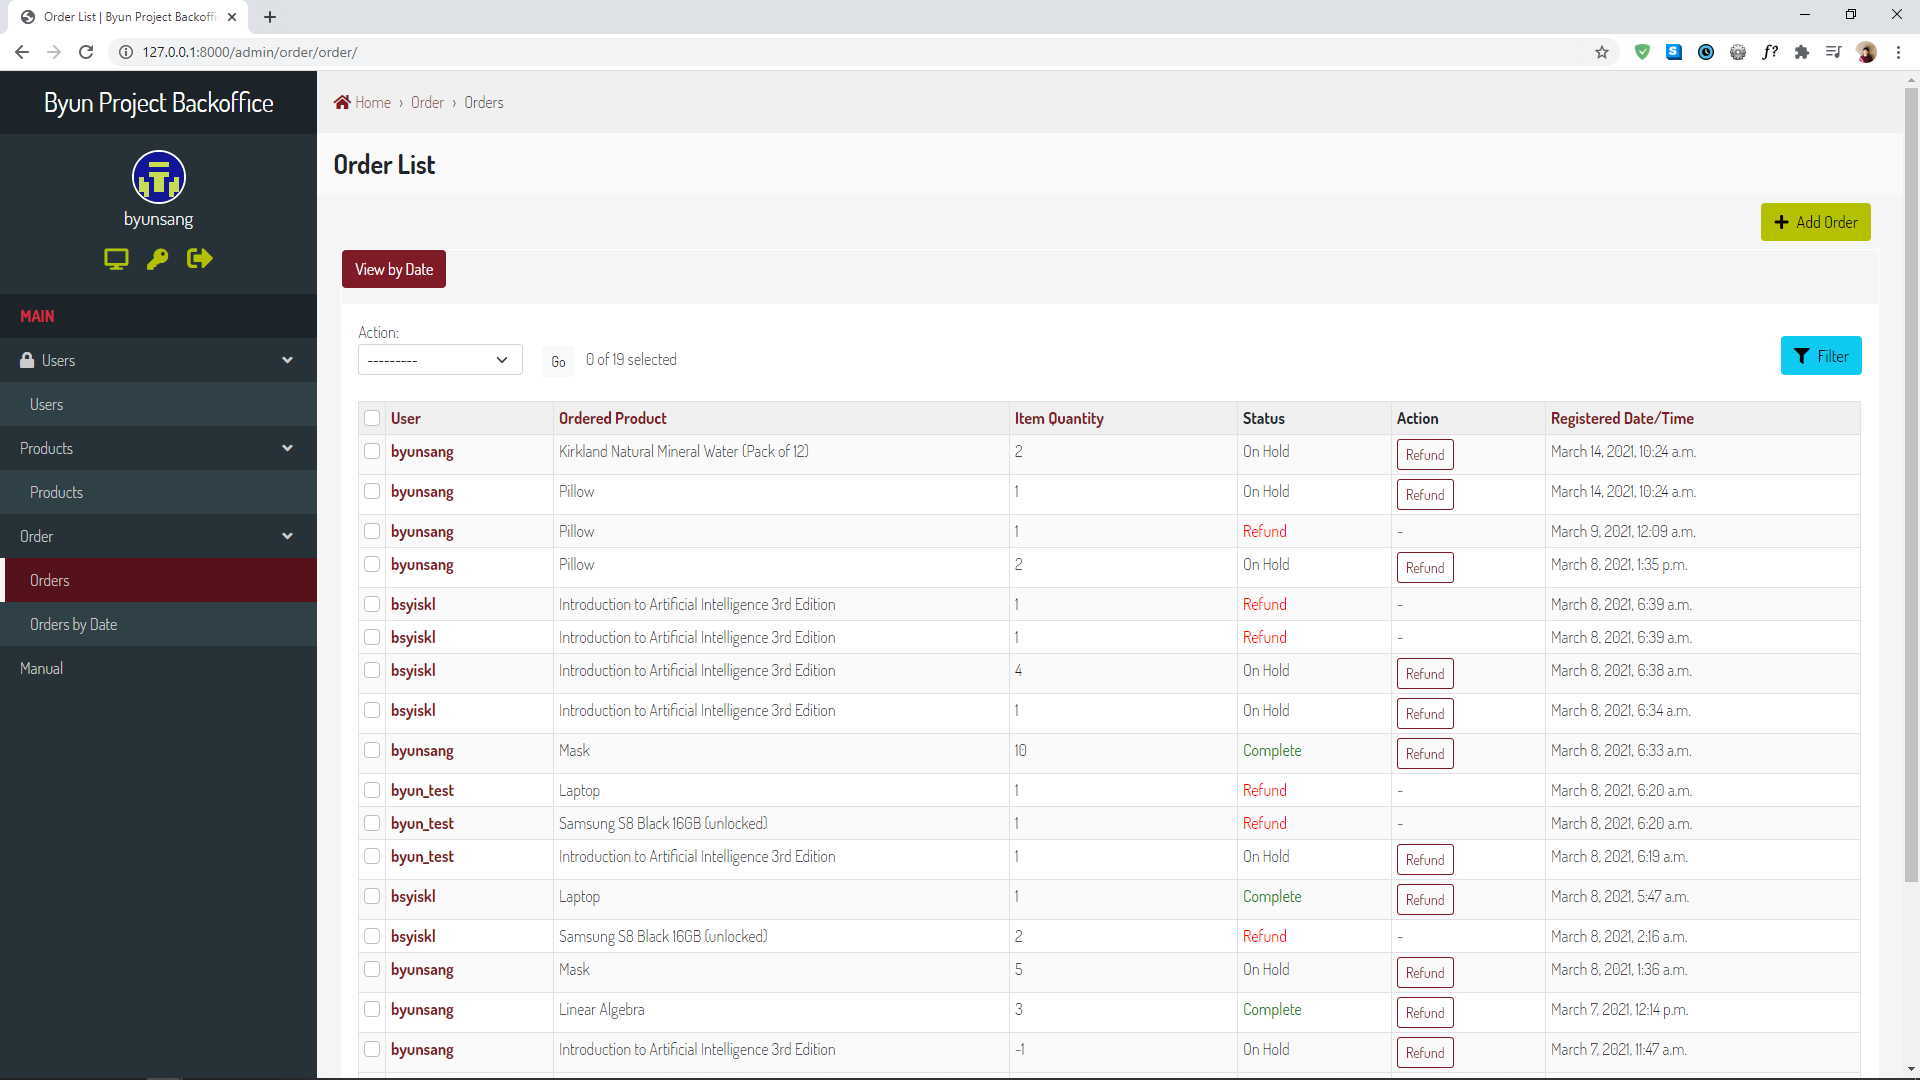 Order List | Byun Project Backoffi
127.0.0.1:8000/admin/order/order/
Byun Project Backoffice
byunsang
MAIN
Users
Users
Products
Products
Order
Orders
Orders by Date
Manual
Home › Order › Orders
Order List
Add Order
View by Date
Action:
---------
Go
0 of 19 selected
Filter
User Ordered Product Item Quantity Status Action Registered Date/Time
byunsang Kirkland Natural Mineral Water (Pack of 12) 2 On Hold Refund March 14, 2021, 10:24 a.m.
byunsang Pillow 1 On Hold Refund March 14, 2021, 10:24 a.m.
byunsang Pillow 1 Refund - March 9, 2021, 12:09 a.m.
byunsang Pillow 2 On Hold Refund March 8, 2021, 1:35 p.m.
bsyiskl Introduction to Artificial Intelligence 3rd Edition 1 Refund - March 8, 2021, 6:39 a.m.
bsyiskl Introduction to Artificial Intelligence 3rd Edition 1 Refund - March 8, 2021, 6:39 a.m.
bsyiskl Introduction to Artificial Intelligence 3rd Edition 4 On Hold Refund March 8, 2021, 6:38 a.m.
bsyiskl Introduction to Artificial Intelligence 3rd Edition 1 On Hold Refund March 8, 2021, 6:34 a.m.
byunsang Mask 10 Complete Refund March 8, 2021, 6:33 a.m.
byun_test Laptop 1 Refund - March 8, 2021, 6:20 a.m.
byun_test Samsung S8 Black 16GB (unlocked) 1 Refund - March 8, 2021, 6:20 a.m.
byun_test Introduction to Artificial Intelligence 3rd Edition 1 On Hold Refund March 8, 2021, 6:19 a.m.
bsyiskl Laptop 1 Complete Refund March 8, 2021, 5:47 a.m.
bsyiskl Samsung S8 Black 16GB (unlocked) 2 Refund - March 8, 2021, 2:16 a.m.
byunsang Mask 5 On Hold Refund March 8, 2021, 1:36 a.m.
byunsang Linear Algebra 3 Complete Refund March 7, 2021, 12:14 p.m.
byunsang Introduction to Artificial Intelligence 3rd Edition -1 On Hold Refund March 7, 2021, 11:47 a.m.